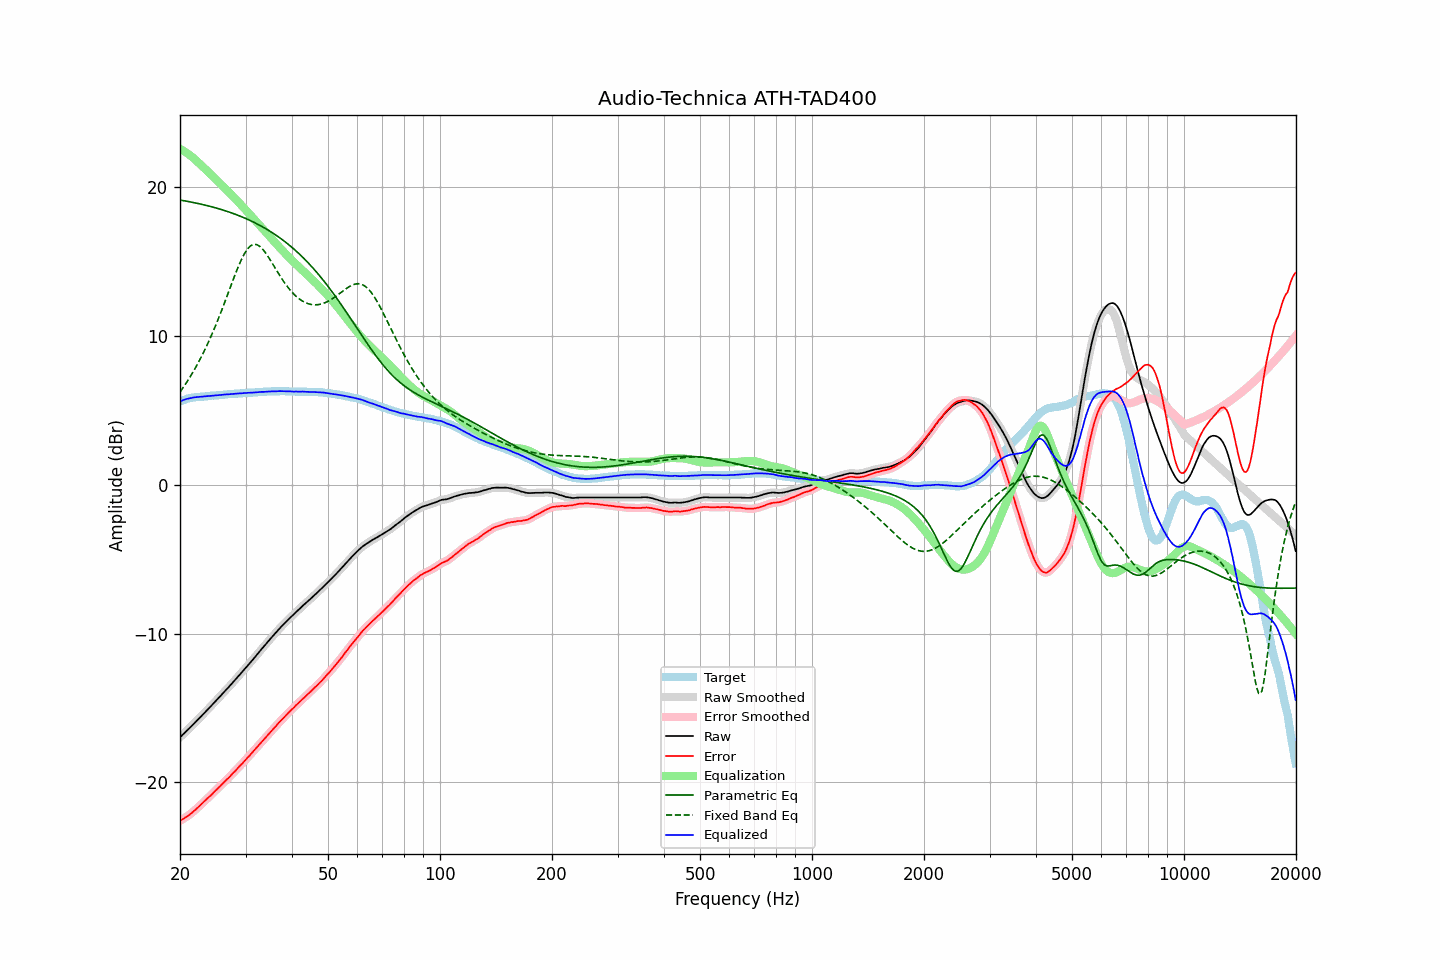 Audio-Technica ATH-TAD400
Amplitude (dBr)
20
10
0
−10
−20
Target
Raw Smoothed
Error Smoothed
Raw
Error
Equalization
Parametric Eq
Fixed Band Eq
Equalized
20 50 100 200 500 1000 2000 5000 10000 20000
Frequency (Hz)